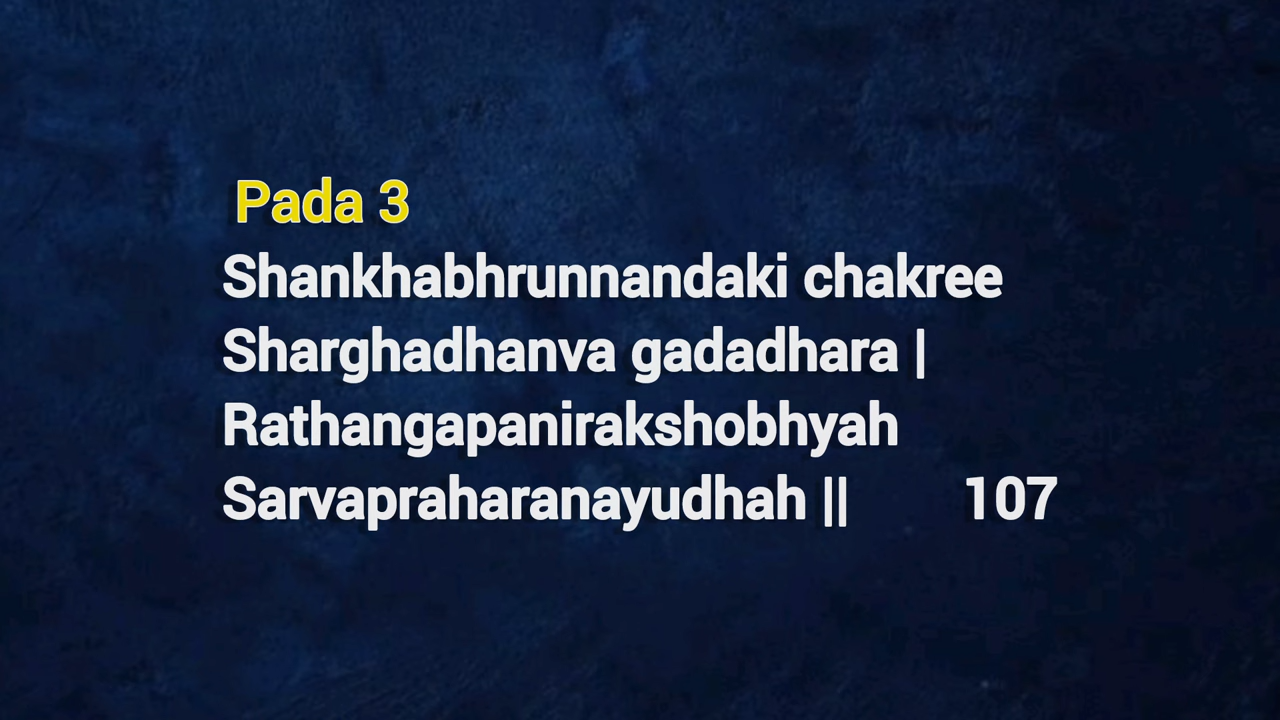 Pada 3
Shankhabhrunnandaki chakree
Sharghadhanva gadadhara |
Rathangapanirakshobhyah
Sarvapraharanayudhah || 107